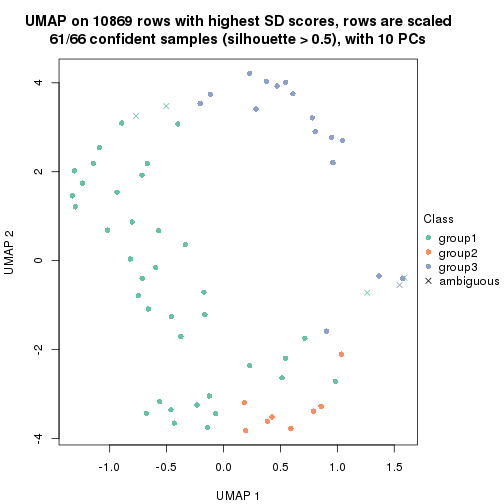 UMAP on 10869 rows with highest SD scores, rows are scaled
61/66 confident samples (silhouette > 0.5), with 10 PCs
4
2
0
-2
-4
UMAP 2
-1.0 -0.5 0.0 0.5 1.0 1.5
UMAP 1
Class
group1
group2
group3
ambiguous